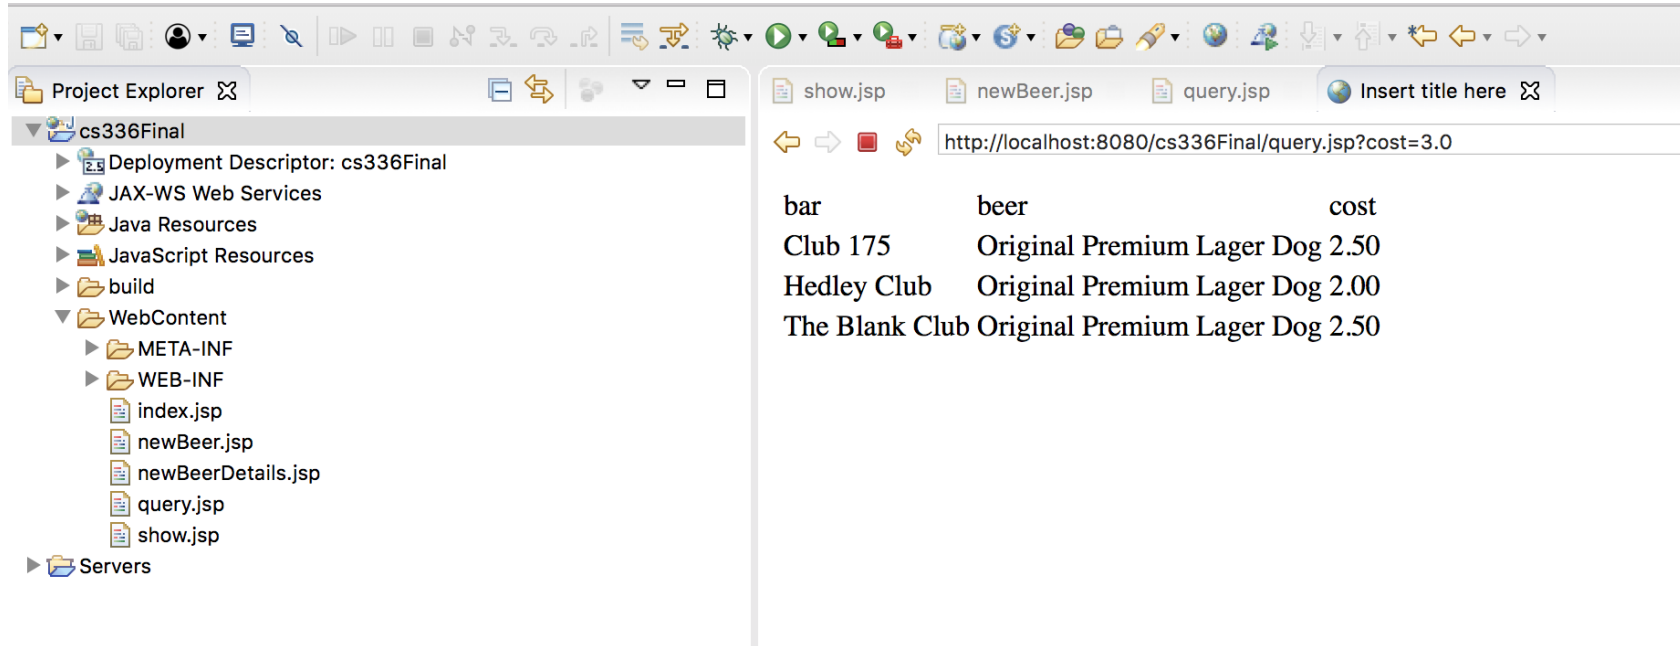 Project Explorer
cs336Final
2.5 Deployment Descriptor: cs336Final
JAX-WS Web Services
Java Resources
JavaScript Resources
build
WebContent
META-INF
WEB-INF
index.jsp
newBeer.jsp
newBeerDetails.jsp
query.jsp
show.jsp
Servers
show.jsp newBeer.jsp query.jsp Insert title here
http://localhost:8080/cs336Final/query.jsp?cost=3.0
bar beer cost
Club 175 Original Premium Lager Dog 2.50
Hedley Club Original Premium Lager Dog 2.00
The Blank Club Original Premium Lager Dog 2.50